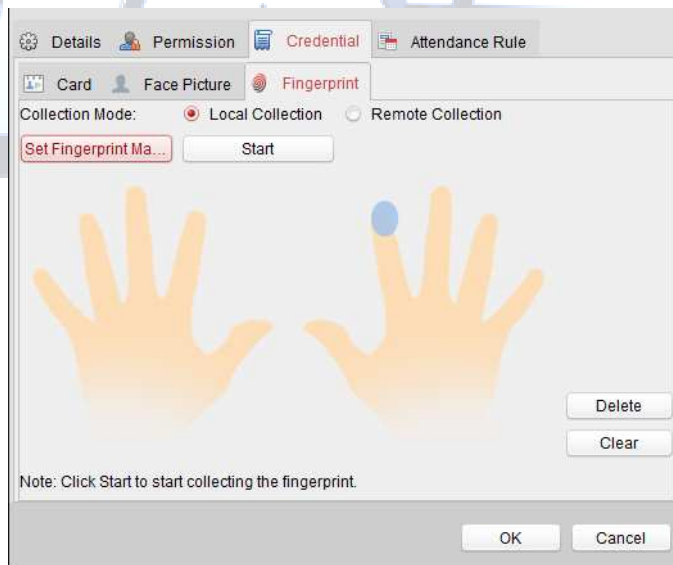 Details Permission Credential Attendance Rule
Card Face Picture Fingerprint
Collection Mode: Local Collection Remote Collection
Set Fingerprint Ma... Start
Delete
Clear
Note: Click Start to start collecting the fingerprint.
OK Cancel